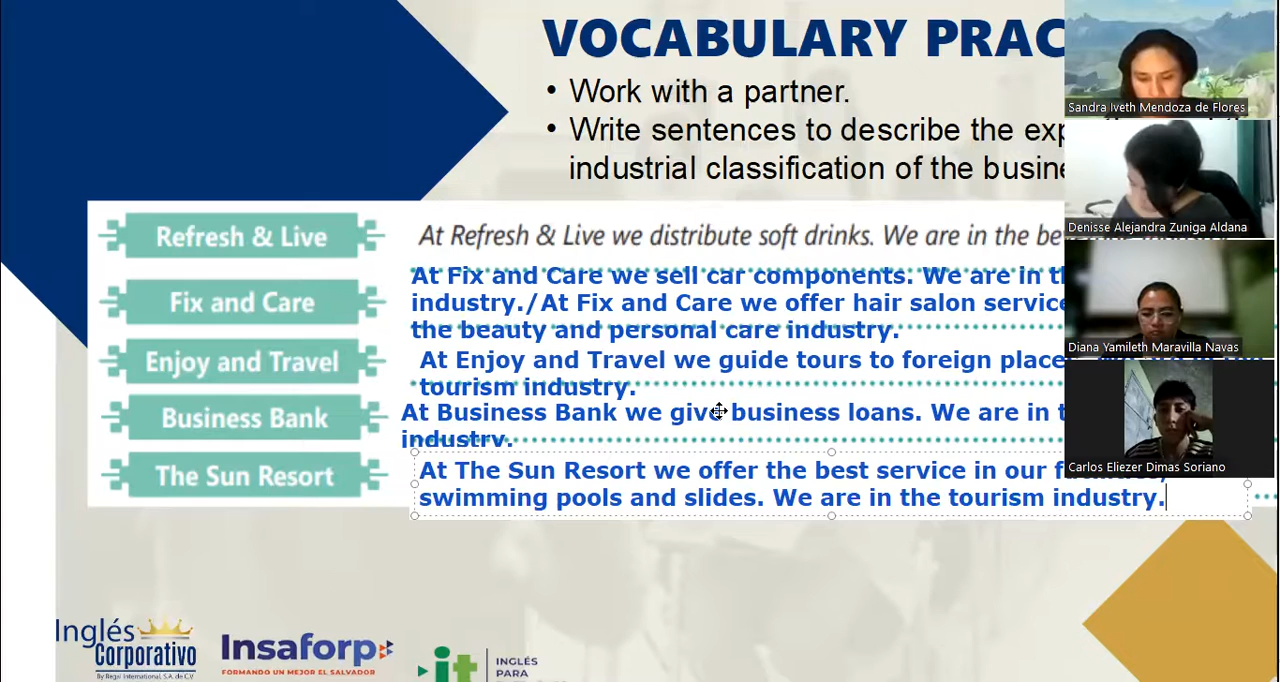 VOCABULARY PRAC
• Work with a partner.
• Write sentences to describe the exp
industrial classification of the busine
Refresh & Live
At Refresh & Live we distribute soft drinks. We are in the be
Fix and Care
At Fix and Care we sell car components. We are in th
industry./At Fix and Care we offer hair salon service
the beauty and personal care industry.
Enjoy and Travel
At Enjoy and Travel we guide tours to foreign place
tourism industry.
Business Bank
At Business Bank we give business loans. We are in t
industry.
The Sun Resort
At The Sun Resort we offer the best service in our
swimming pools and slides. We are in the tourism industry.
Sandra Iveth Mendoza de Flores
Denisse Alejandra Zuniga Aldana
Diana Yamileth Maravilla Navas
Carlos Eliezer Dimas Soriano
Inglés
Corporativo
By Regxi International, S.A. de C.V.
Insaforp
FORMANDO UN MEJOR EL SALVADOR
it
INGLÉS
PARA